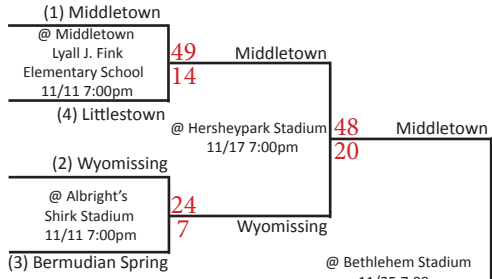 (1) Middletown
@ Middletown
Lyall J. Fink
Elementary School
11/11 7:00pm
49
14
(4) Littlestown
Middletown
@ Hersheypark Stadium
11/17 7:00pm
48
20
Middletown
(2) Wyomissing
@ Albright's
Shirk Stadium
11/11 7:00pm
24
7
(3) Bermudian Spring
Wyomissing
@ Bethlehem Stadium